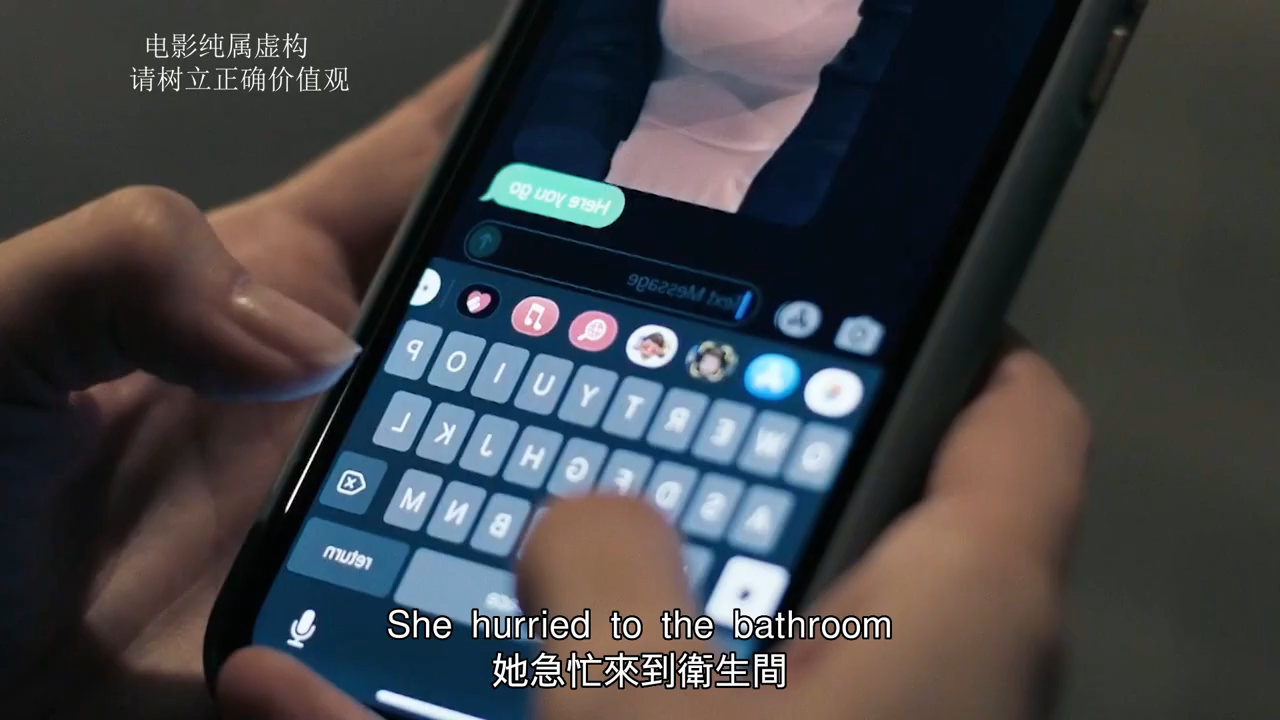 电影纯属虚构
请树立正确价值观
Here you go
Text Message
P O I U Y T R E W Q
L K J H G F D S A
M N B
return
space
She hurried to the bathroom
她急忙來到衛生間